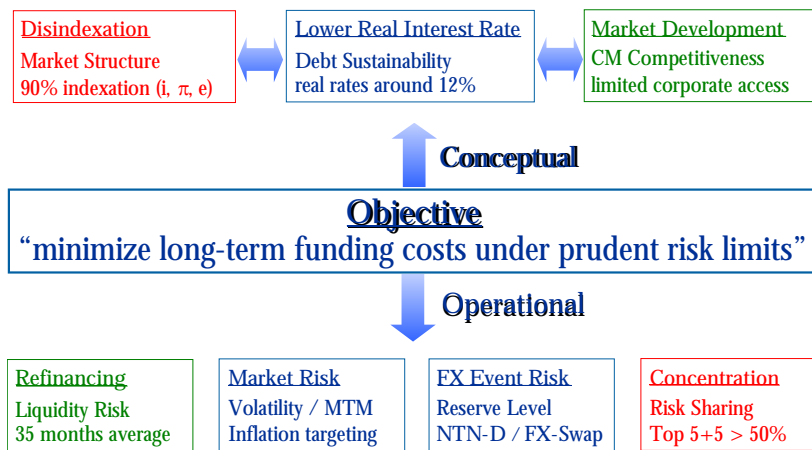 Disindexation
Market Structure
90% indexation (i, π, e)
Lower Real Interest Rate
Debt Sustainability
real rates around 12%
Market Development
CM Competitiveness
limited corporate access
Conceptual
Objective
“minimize long-term funding costs under prudent risk limits”
Operational
Refinancing
Liquidity Risk
35 months average
Market Risk
Volatility / MTM
Inflation targeting
FX Event Risk
Reserve Level
NTN-D / FX-Swap
Concentration
Risk Sharing
Top 5+5 > 50%